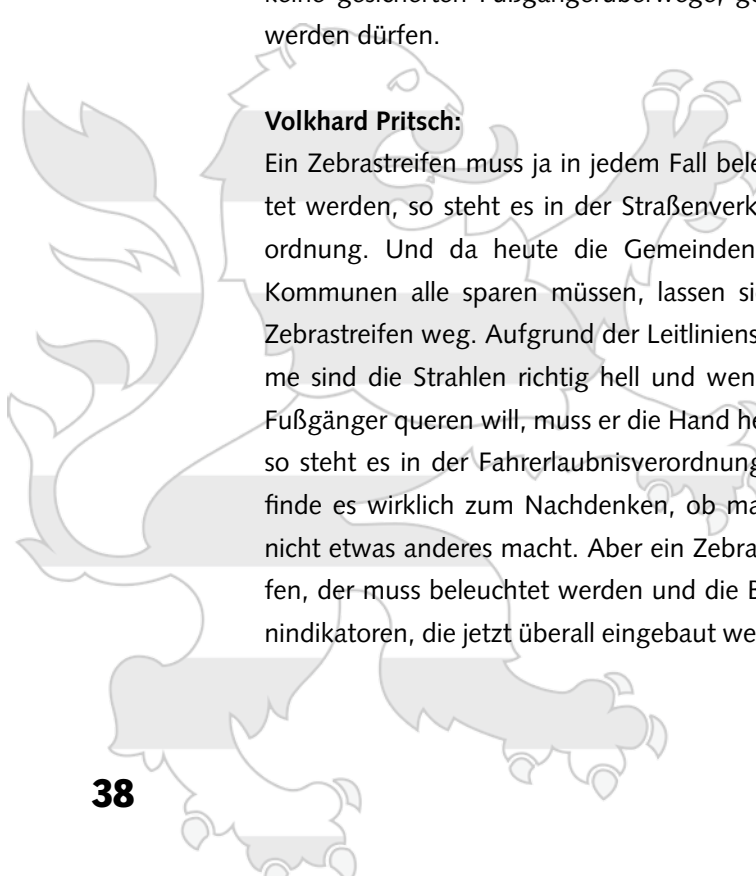 werden dürfen.
Volkhard Pritsch:
Ein Zebrastreifen muss ja in jedem Fall bele
tet werden, so steht es in der Straßenverk
ordnung. Und da heute die Gemeinden
Kommunen alle sparen müssen, lassen si
Zebrastreifen weg. Aufgrund der Leitliniens
me sind die Strahlen richtig hell und wen
Fußgänger queren will, muss er die Hand he
so steht es in der Fahrerlaubnisverordnung
finde es wirklich zum Nachdenken, ob ma
nicht etwas anderes macht. Aber ein Zebra
fen, der muss beleuchtet werden und die B
nindikatoren, die jetzt überall eingebaut we
38